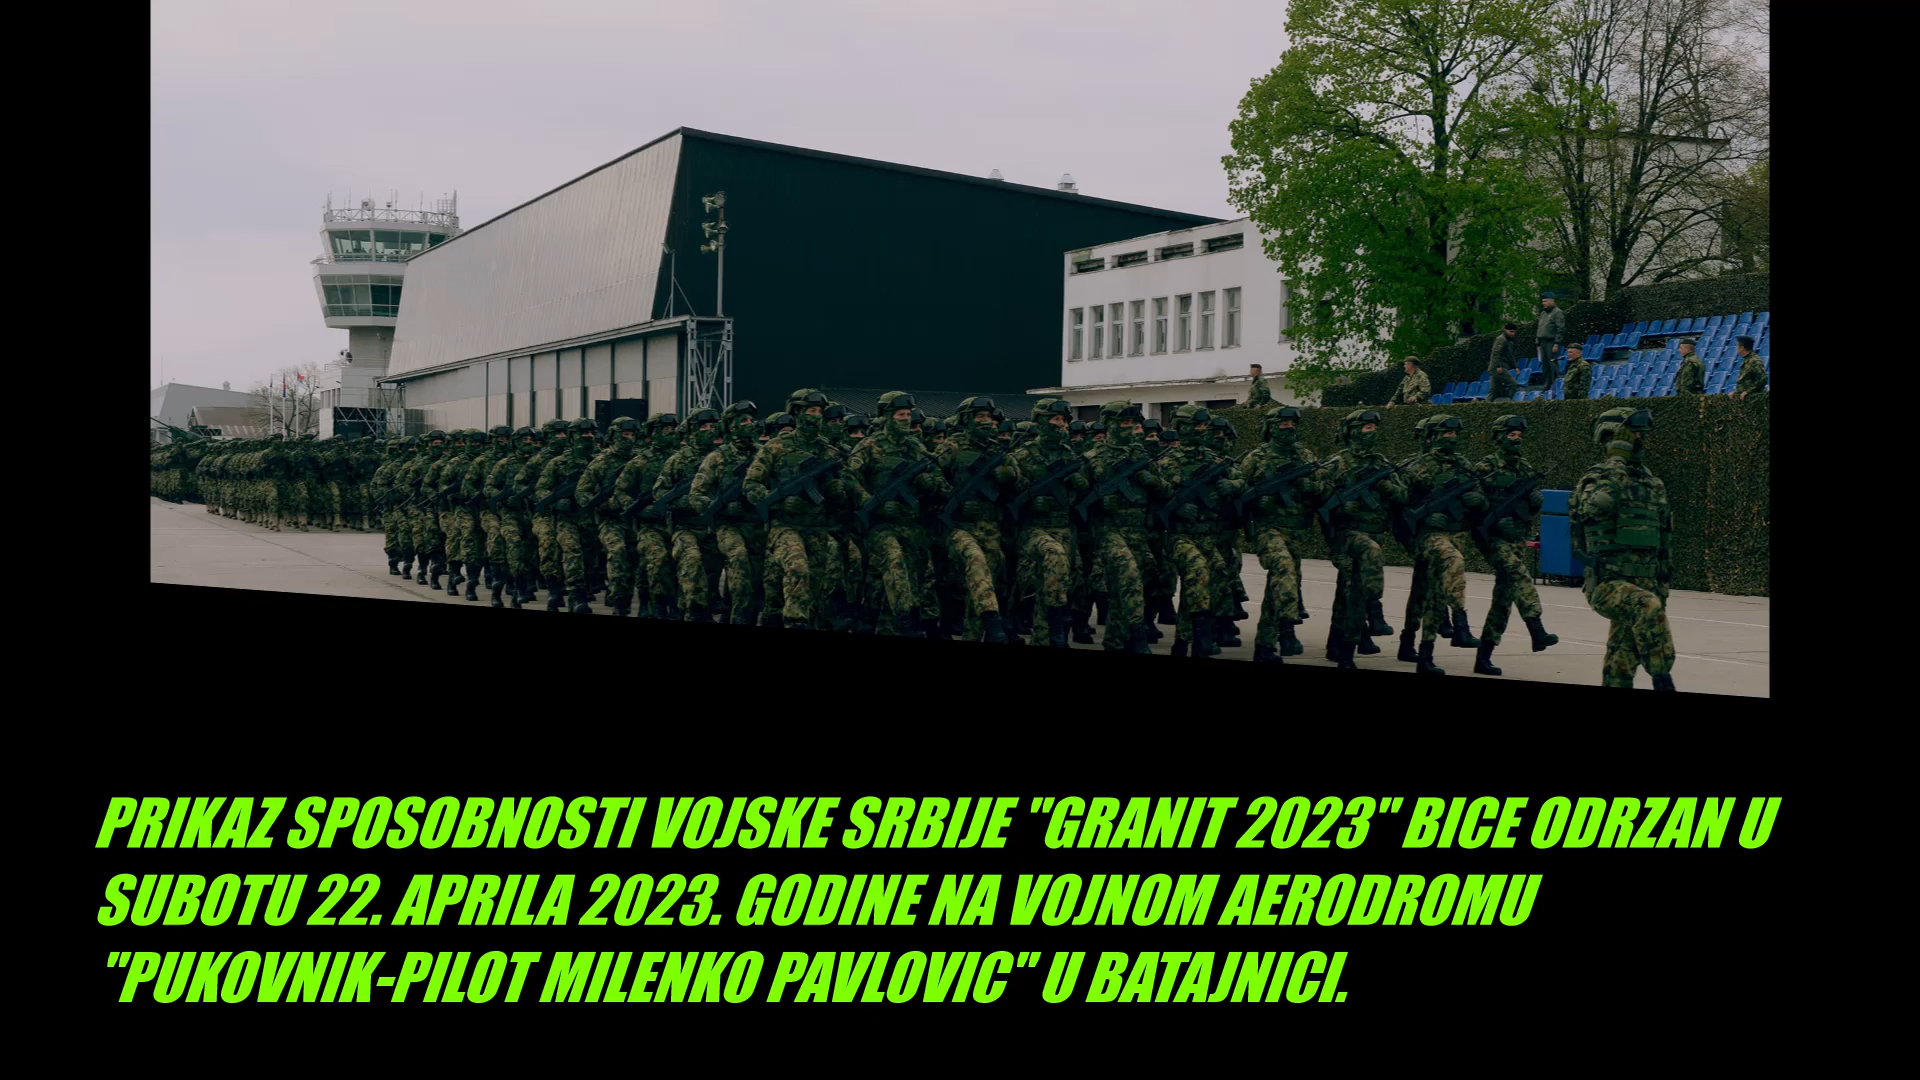 PRIKAZ SPOSOBNOSTI VOJSKE SRBIJE "GRANIT 2023" BICE ODRZAN U
SUBOTU 22. APRILA 2023. GODINE NA VOJNOM AERODROMU
"PUKOVNIK-PILOT MILENKO PAVLOVIC" U BATAJNICI.